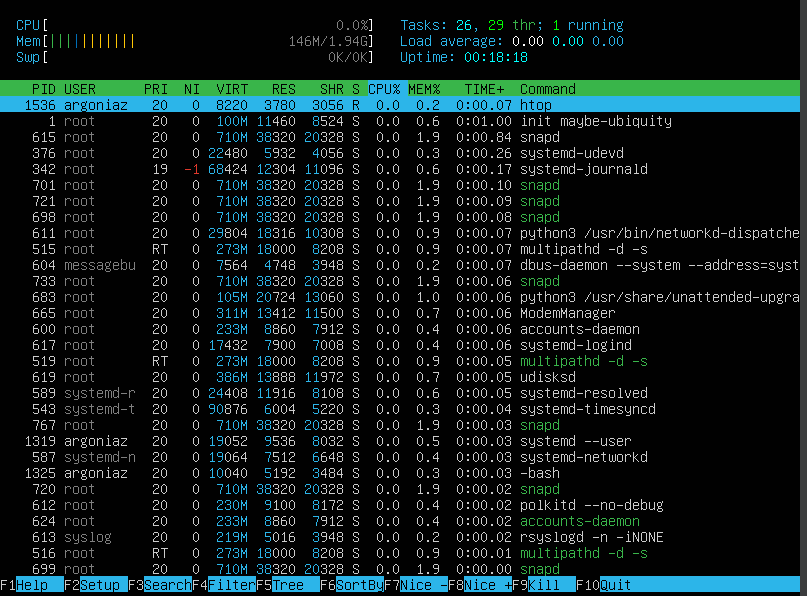 CPU[ 0.0%] Tasks: 26, 29 thr; 1 running
Mem[||||||||||| 146M/1.94G] Load average: 0.00 0.00 0.00
Swp[ 0K/0K] Uptime: 00:18:18
PID USER PRI NI VIRT RES SHR S CPU% MEM% TIME+ Command
1536 argoniaz 20 0 8220 3780 3056 R 0.0 0.2 0:00.07 htop
1 root 20 0 100M 11460 8524 S 0.0 0.6 0:01.00 init maybe-ubiquity
615 root 20 0 710M 38320 20328 S 0.0 1.9 0:00.84 snapd
376 root 20 0 22480 5932 4056 S 0.0 0.3 0:00.26 systemd-udevd
342 root 19 -1 68424 12304 11096 S 0.0 0.6 0:00.17 systemd-journald
701 root 20 0 710M 38320 20328 S 0.0 1.9 0:00.10 snapd
721 root 20 0 710M 38320 20328 S 0.0 1.9 0:00.09 snapd
698 root 20 0 710M 38320 20328 S 0.0 1.9 0:00.08 snapd
611 root 20 0 29804 18316 10308 S 0.0 0.9 0:00.07 python3 /usr/bin/networkd-dispatche
515 root RT 0 273M 18000 8208 S 0.0 0.9 0:00.07 multipathd -d -s
604 messagebu 20 0 7564 4748 3948 S 0.0 0.2 0:00.07 dbus-daemon --system --address=syst
733 root 20 0 710M 38320 20328 S 0.0 1.9 0:00.06 snapd
683 root 20 0 105M 20724 13060 S 0.0 1.0 0:00.06 python3 /usr/share/unattended-upgra
665 root 20 0 311M 13412 11500 S 0.0 0.7 0:00.06 ModemManager
600 root 20 0 233M 8860 7912 S 0.0 0.4 0:00.06 accounts-daemon
617 root 20 0 17432 7900 7008 S 0.0 0.4 0:00.06 systemd-logind
519 root RT 0 273M 18000 8208 S 0.0 0.9 0:00.05 multipathd -d -s
619 root 20 0 386M 13888 11972 S 0.0 0.7 0:00.05 udisksd
589 systemd-r 20 0 24408 11916 8108 S 0.0 0.6 0:00.05 systemd-resolved
543 systemd-t 20 0 90876 6004 5220 S 0.0 0.3 0:00.04 systemd-timesyncd
767 root 20 0 710M 38320 20328 S 0.0 1.9 0:00.03 snapd
1319 argoniaz 20 0 19052 9536 8032 S 0.0 0.5 0:00.03 systemd --user
587 systemd-n 20 0 19064 7512 6648 S 0.0 0.4 0:00.03 systemd-networkd
1325 argoniaz 20 0 10040 5192 3484 S 0.0 0.3 0:00.03 -bash
720 root 20 0 710M 38320 20328 S 0.0 1.9 0:00.02 snapd
612 root 20 0 230M 9100 8172 S 0.0 0.4 0:00.02 polkitd --no-debug
624 root 20 0 233M 8860 7912 S 0.0 0.4 0:00.02 accounts-daemon
613 syslog 20 0 219M 5016 3948 S 0.0 0.2 0:00.02 rsyslogd -n -iNONE
516 root RT 0 273M 18000 8208 S 0.0 0.9 0:00.01 multipathd -d -s
699 root 20 0 710M 38320 20328 S 0.0 1.9 0:00.00 snapd
F1Help F2Setup F3SearchF4FilterF5Tree F6SortByF7Nice -F8Nice +F9Kill F10Quit